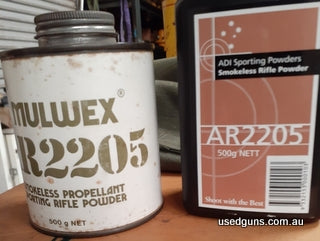 MULWEX®
AR2205
SMOKELESS PROPELLANT
SPORTING RIFLE POWDER
500 g NET
ADI Sporting Powders
Smokeless Rifle Powder
AR2205
500g NETT
Shoot with the Best
usedguns.com.au